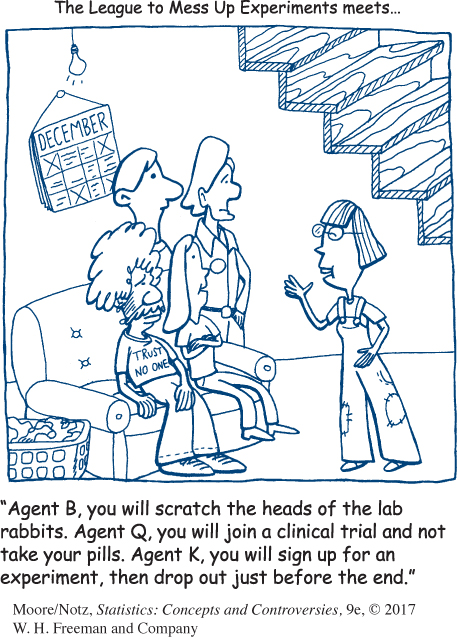 The League to Mess Up Experiments meets...
DECEMBER
TRUST
NO ONE
“Agent B, you will scratch the heads of the lab
rabbits. Agent Q, you will join a clinical trial and not
take your pills. Agent K, you will sign up for an
experiment, then drop out just before the end.”
Moore/Notz, Statistics: Concepts and Controversies, 9e, © 2017
W. H. Freeman and Company